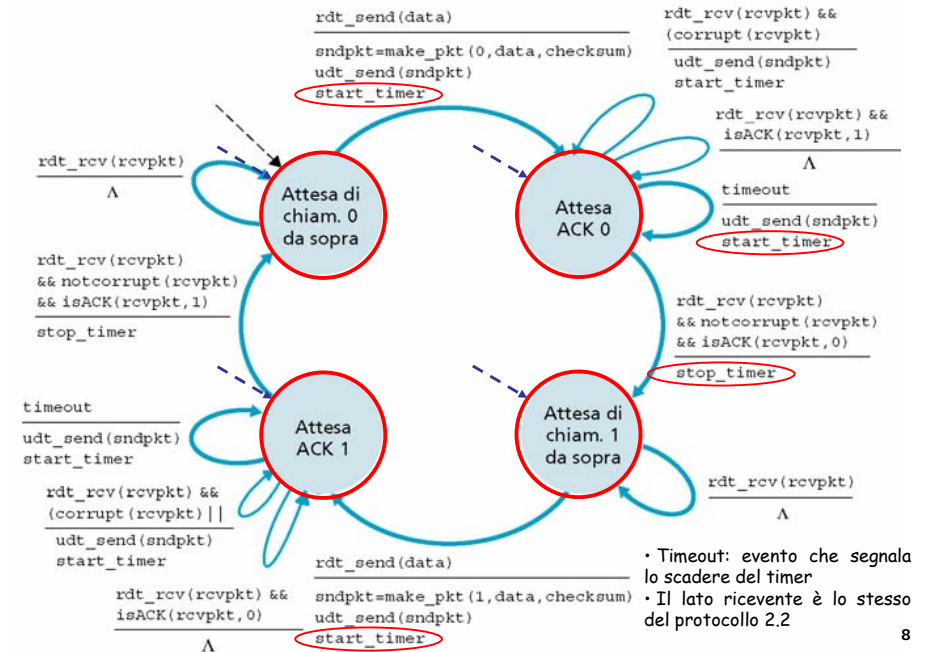 rdt_send(data)
sndpkt=make_pkt(0,data,checksum)
udt_send(sndpkt)
start_timer
rdt_rcv(rcvpkt) &&
(corrupt(rcvpkt)
udt_send(sndpkt)
start_timer
rdt_rcv(rcvpkt) &&
isACK(rcvpkt,1)
Λ
rdt_rcv(rcvpkt)
Λ
Attesa di
chiam. 0
da sopra
Attesa
ACK 0
timeout
udt_send(sndpkt)
start_timer
rdt_rcv(rcvpkt)
&& notcorrupt(rcvpkt)
&& isACK(rcvpkt,1)
stop_timer
rdt_rcv(rcvpkt)
&& notcorrupt(rcvpkt)
&& isACK(rcvpkt,0)
stop_timer
timeout
udt_send(sndpkt)
start_timer
Attesa
ACK 1
Attesa di
chiam. 1
da sopra
rdt_rcv(rcvpkt)
Λ
rdt_rcv(rcvpkt) &&
(corrupt(rcvpkt)||
udt_send(sndpkt)
start_timer
rdt_rcv(rcvpkt) &&
isACK(rcvpkt,0)
Λ
rdt_send(data)
sndpkt=make_pkt(1,data,checksum)
udt_send(sndpkt)
start_timer
• Timeout: evento che segnala
lo scadere del timer
• Il lato ricevente è lo stesso
del protocollo 2.2
8